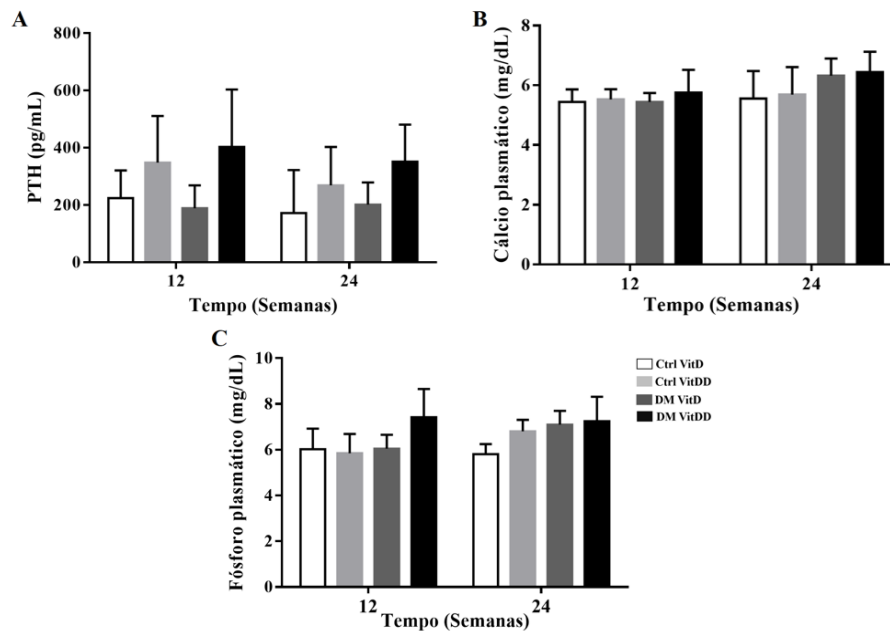 A
PTH (pg/mL)
800
600
400
200
0
12
24
Tempo (Semanas)
B
Cálcio plasmático (mg/dL)
8
6
4
2
0
12
24
Tempo (Semanas)
C
Fósforo plasmático (mg/dL)
10
8
6
4
2
0
12
24
Tempo (Semanas)
Ctrl VitD
Ctrl VitDD
DM VitD
DM VitDD